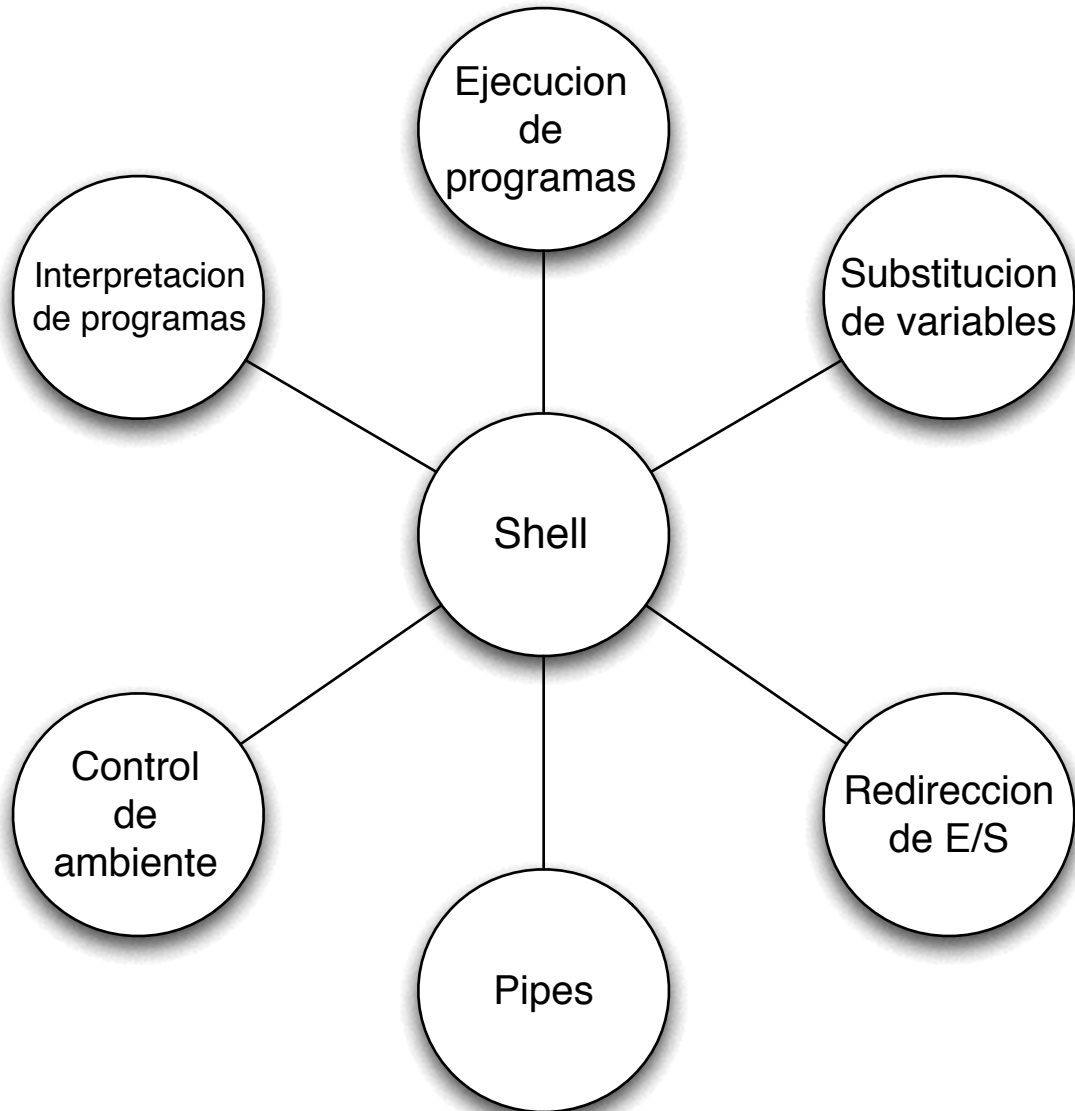 Ejecucion
de
programas
Interpretacion
de programas
Substitucion
de variables
Shell
Control
de
ambiente
Redireccion
de E/S
Pipes